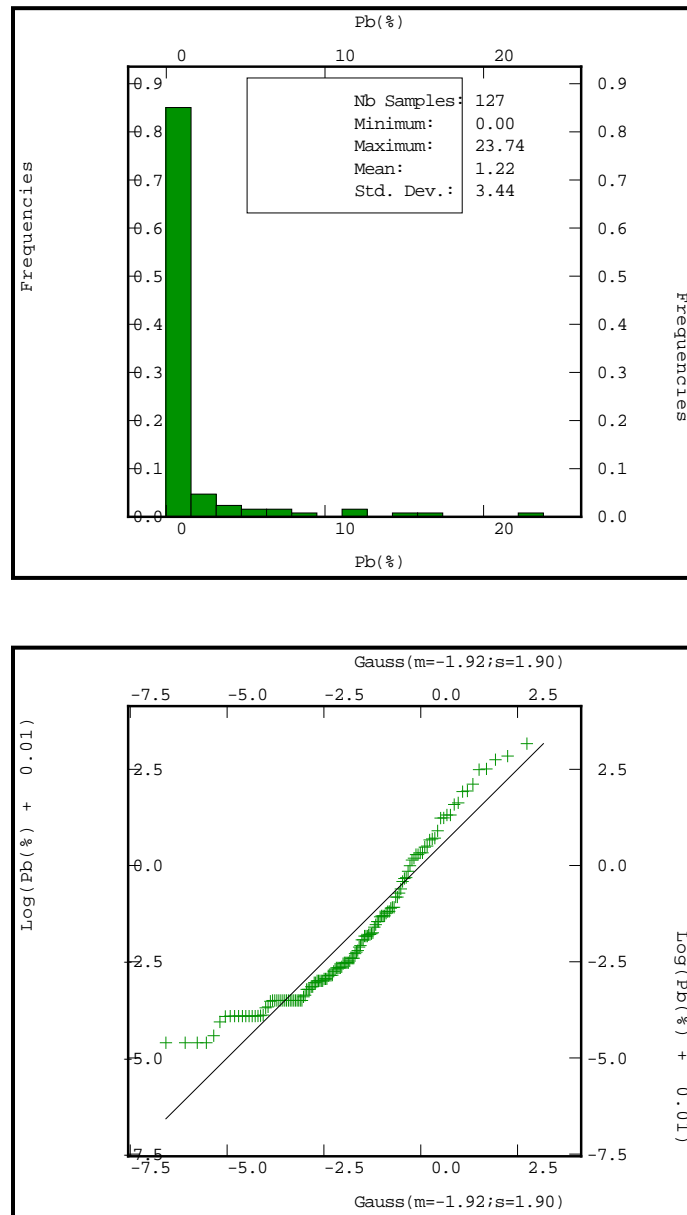 Pb(%)
0 10 20
0.9 0.9
Nb Samples: 127
0.8 Minimum: 0.00 0.8
Maximum: 23.74
Mean: 1.22
0.7 Std. Dev.: 3.44 0.7
Frequencies
0.6 0.6
0.5 0.5
0.4 0.4
Frequencies
0.3 0.3
0.2 0.2
0.1 0.1
0.0 0.0
0 10 20
Pb(%)
Gauss(m=-1.92;s=1.90)
-7.5 -5.0 -2.5 0.0 2.5
Log(Pb(%) + 0.01)
2.5 2.5
0.0 0.0
-2.5 -2.5
Log(Pb(%) + 0.01)
-5.0 -5.0
-7.5 -7.5
-7.5 -5.0 -2.5 0.0 2.5
Gauss(m=-1.92;s=1.90)